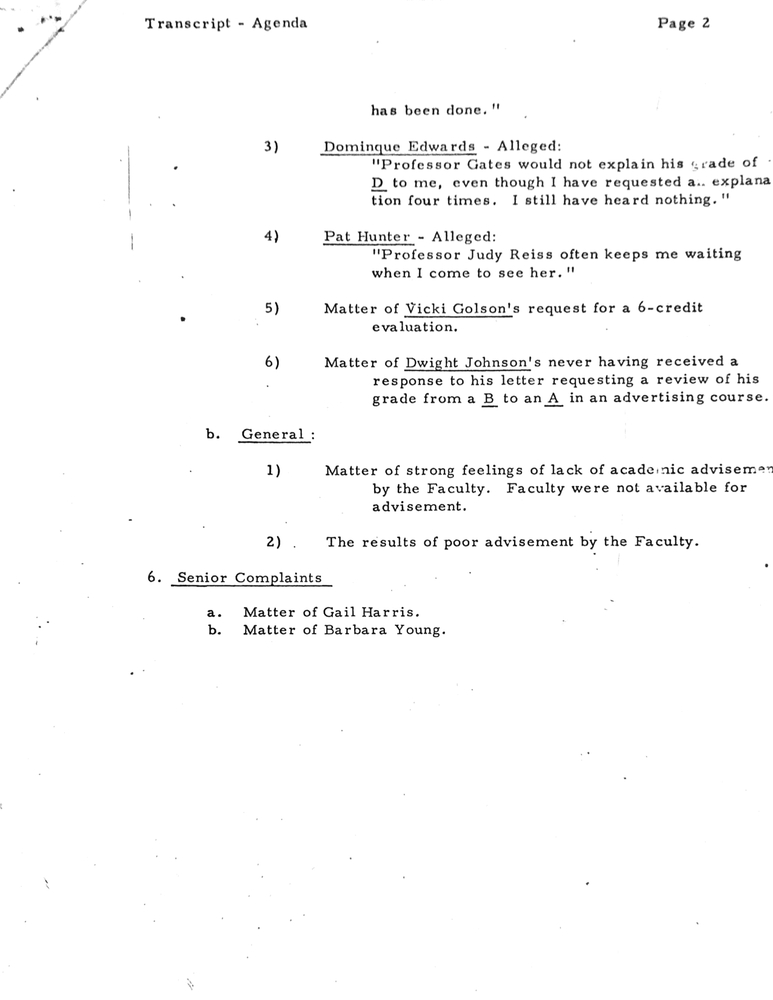 Transcript - Agenda Page 2
has been done."
3) Dominque Edwards - Alleged:
"Professor Gates would not explain his grade of
D to me, even though I have requested an explana
tion four times. I still have heard nothing."
4) Pat Hunter - Alleged:
"Professor Judy Reiss often keeps me waiting
when I come to see her."
5) Matter of Vicki Golson's request for a 6-credit
evaluation.
6) Matter of Dwight Johnson's never having received a
response to his letter requesting a review of his
grade from a B to an A in an advertising course.
b. General :
1) Matter of strong feelings of lack of academic advisemen
by the Faculty. Faculty were not available for
advisement.
2) The results of poor advisement by the Faculty.
6. Senior Complaints
a. Matter of Gail Harris.
b. Matter of Barbara Young.